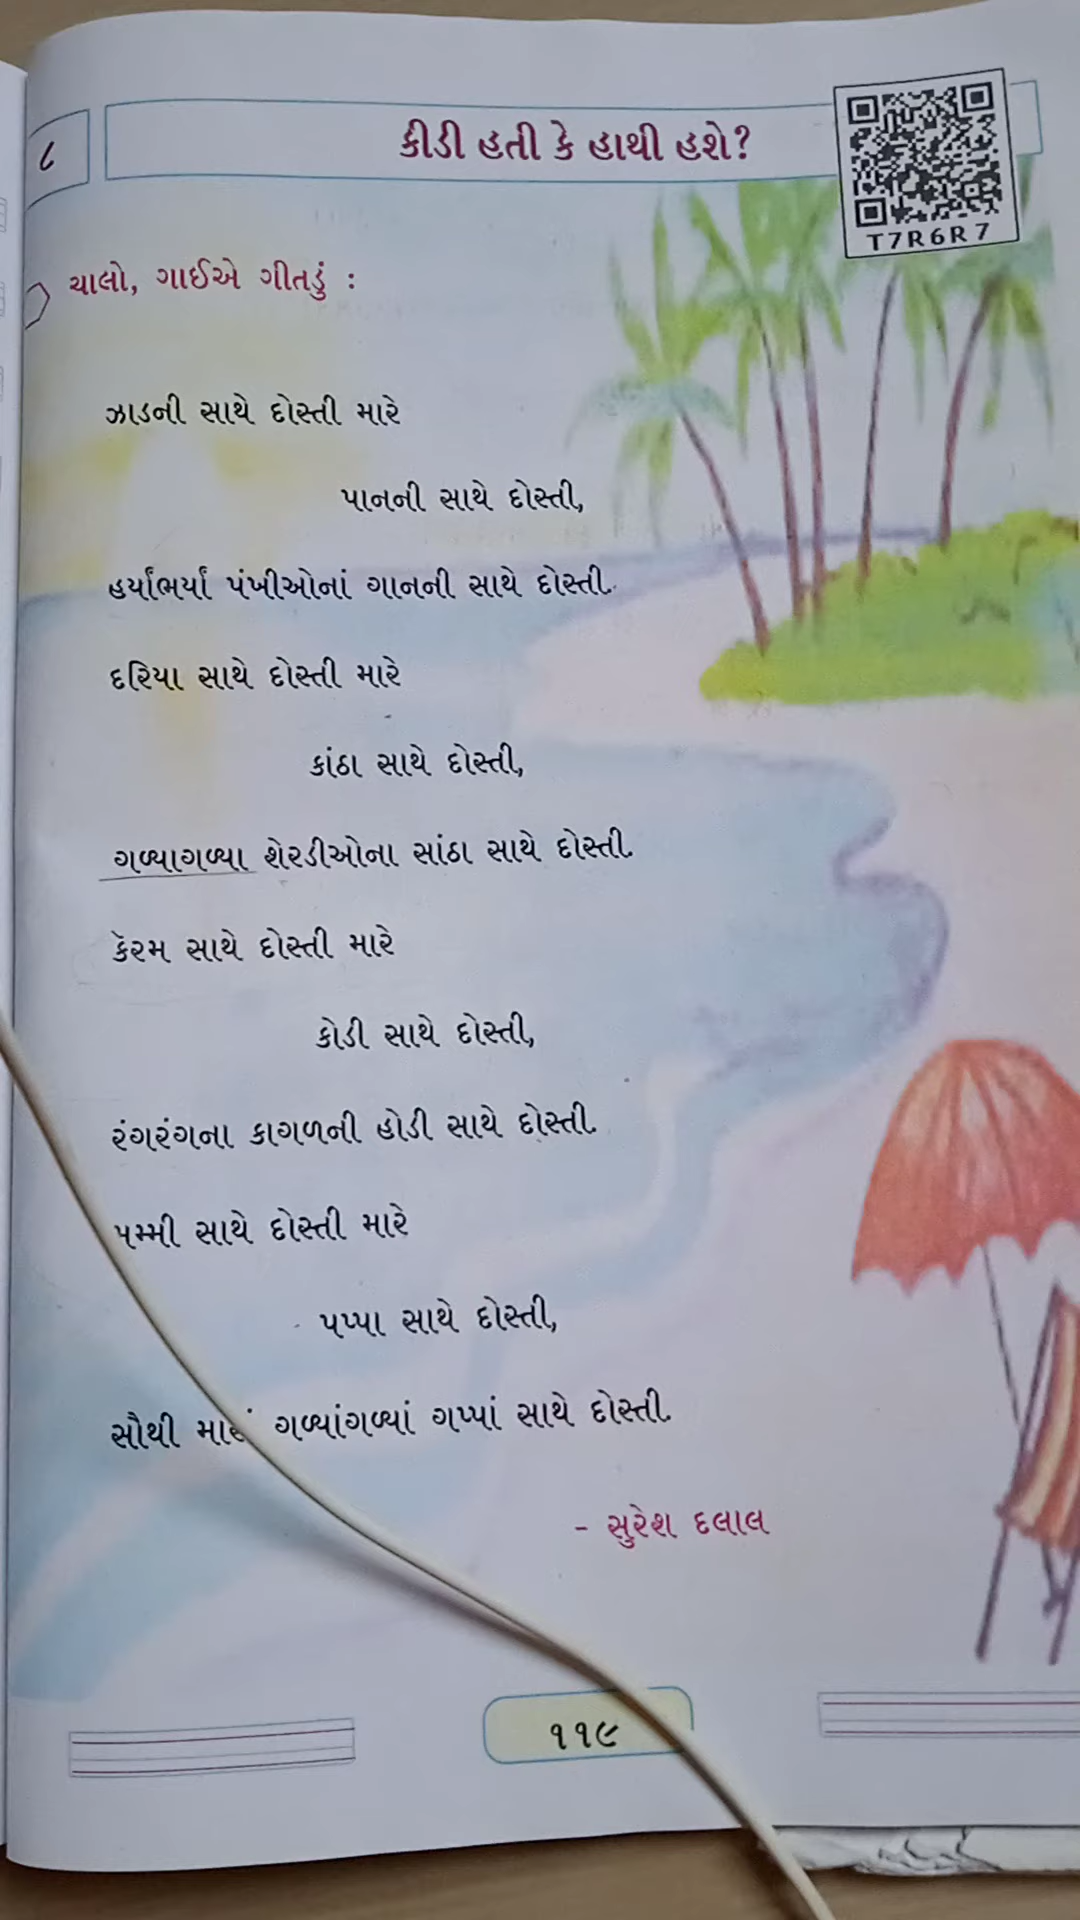 ૮
કીડી હતી કે હાથી હશે?
T7R6R7
ચાલો, ગાઈએ ગીતડું :
ઝાડની સાથે દોસ્તી મારે
પાનની સાથે દોસ્તી,
હર્યાંભર્યાં પંખીઓનાં ગાનની સાથે દોસ્તી.
દરિયા સાથે દોસ્તી મારે
કાંઠા સાથે દોસ્તી,
ગળ્યાગળ્યા શેરડીઓના સાંઠા સાથે દોસ્તી.
કૅરમ સાથે દોસ્તી મારે
કોડી સાથે દોસ્તી,
રંગરંગના કાગળની હોડી સાથે દોસ્તી.
પમ્મી સાથે દોસ્તી મારે
પપ્પા સાથે દોસ્તી,
સૌથી ગળ્યાંગળ્યાં ગપ્પાં સાથે દોસ્તી.
- સુરેશ દલાલ
૧૧૯